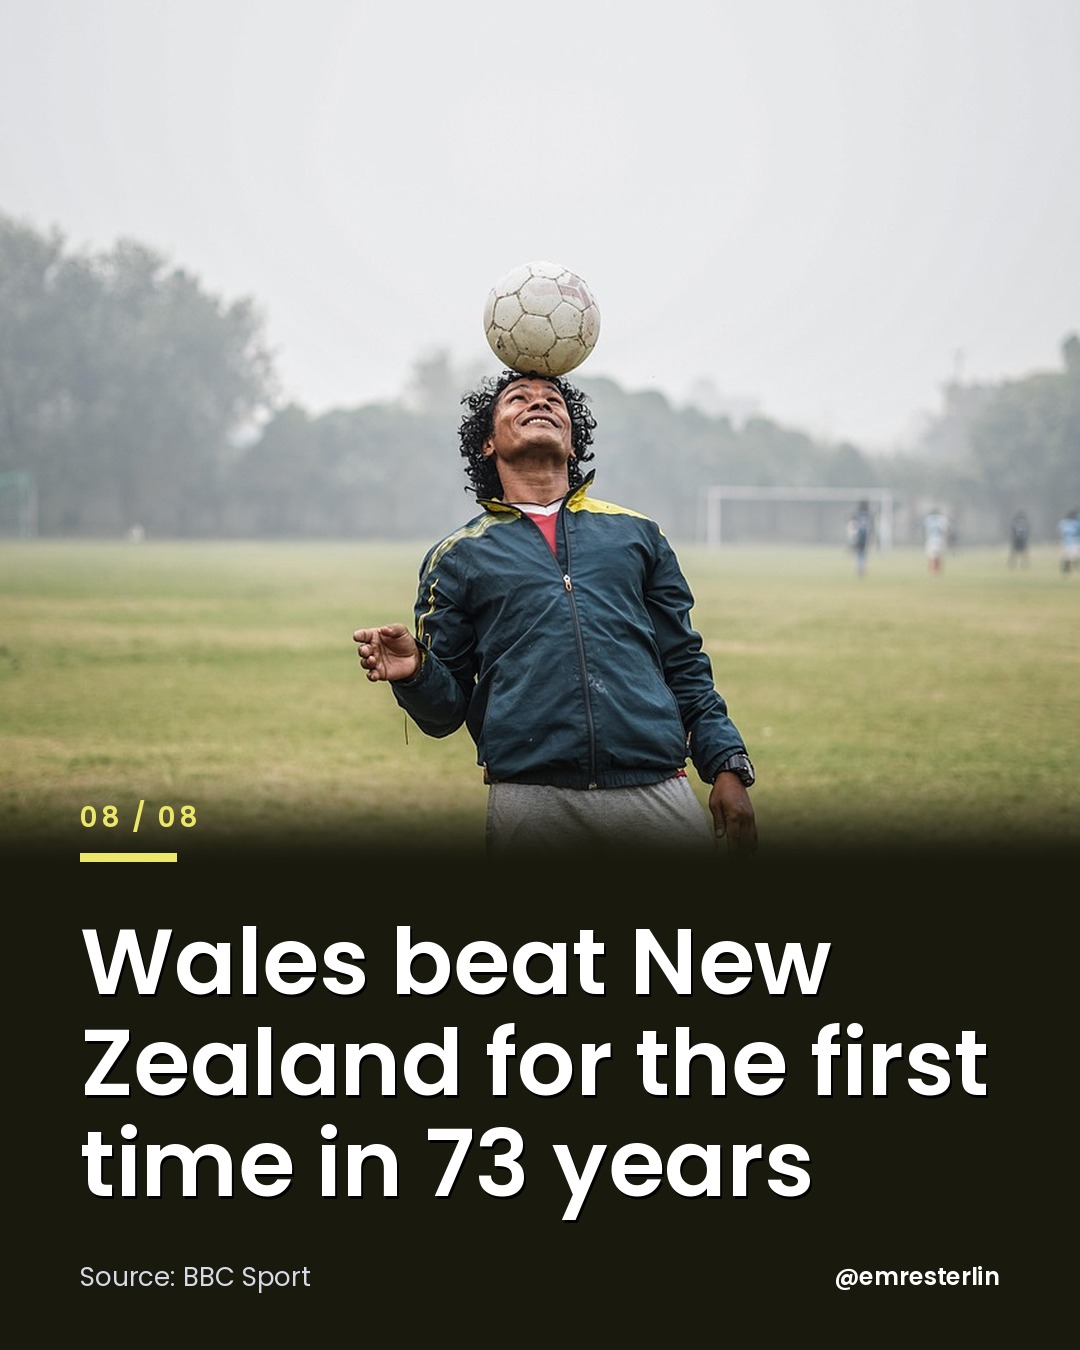 08 / 08
Wales beat New
Zealand for the first
time in 73 years
Source: BBC Sport
@emresterlin